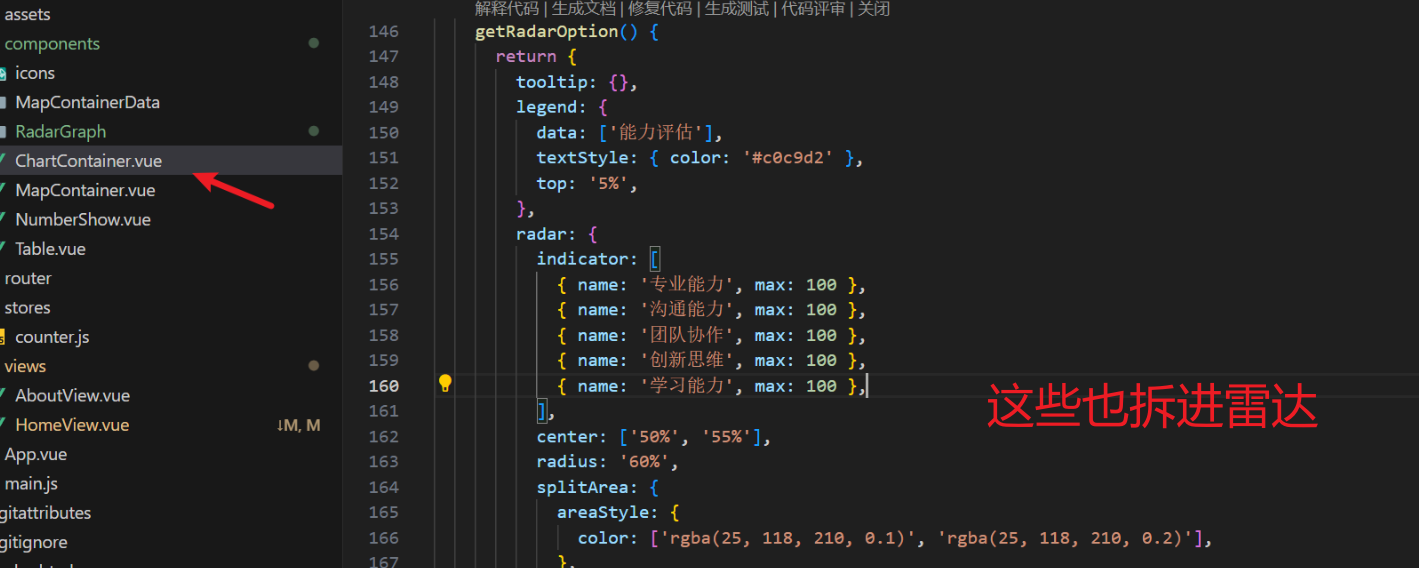 assets
components
icons
MapContainerData
RadarGraph
ChartContainer.vue
MapContainer.vue
NumberShow.vue
Table.vue
router
stores
counter.js
views
AboutView.vue
HomeView.vue ↓M, M
App.vue
main.js
gitattributes
gitignore
解释代码 | 生成文档 | 修复代码 | 生成测试 | 代码评审 | 关闭
146 getRadarOption() {
147 return {
148 tooltip: {},
149 legend: {
150 data: ['能力评估'],
151 textStyle: { color: '#c0c9d2' },
152 top: '5%',
153 },
154 radar: {
155 indicator: [
156 { name: '专业能力', max: 100 },
157 { name: '沟通能力', max: 100 },
158 { name: '团队协作', max: 100 },
159 { name: '创新思维', max: 100 },
160 { name: '学习能力', max: 100 },
161 ],
162 center: ['50%', '55%'],
163 radius: '60%',
164 splitArea: {
165 areaStyle: {
166 color: ['rgba(25, 118, 210, 0.1)', 'rgba(25, 118, 210, 0.2)'],
167 },
这些也拆进雷达